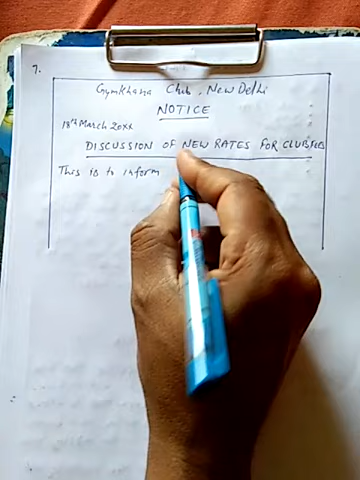 7.
Gymkhana Club, New Delhi
NOTICE
18th March 20xx
DISCUSSION OF NEW RATES FOR CLUB FEES
This is to inform